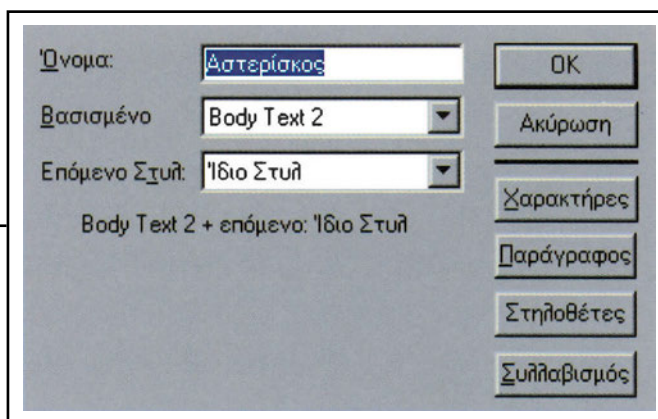 Όνομα: Αστερίσκος
Βασισμένο Body Text 2
Επόμενο Στυλ: Ίδιο Στυλ
Body Text 2 + επόμενο: Ίδιο Στυλ
OK
Ακύρωση
Χαρακτήρες
Παράγραφος
Στηλοθέτες
Συλλαβισμός